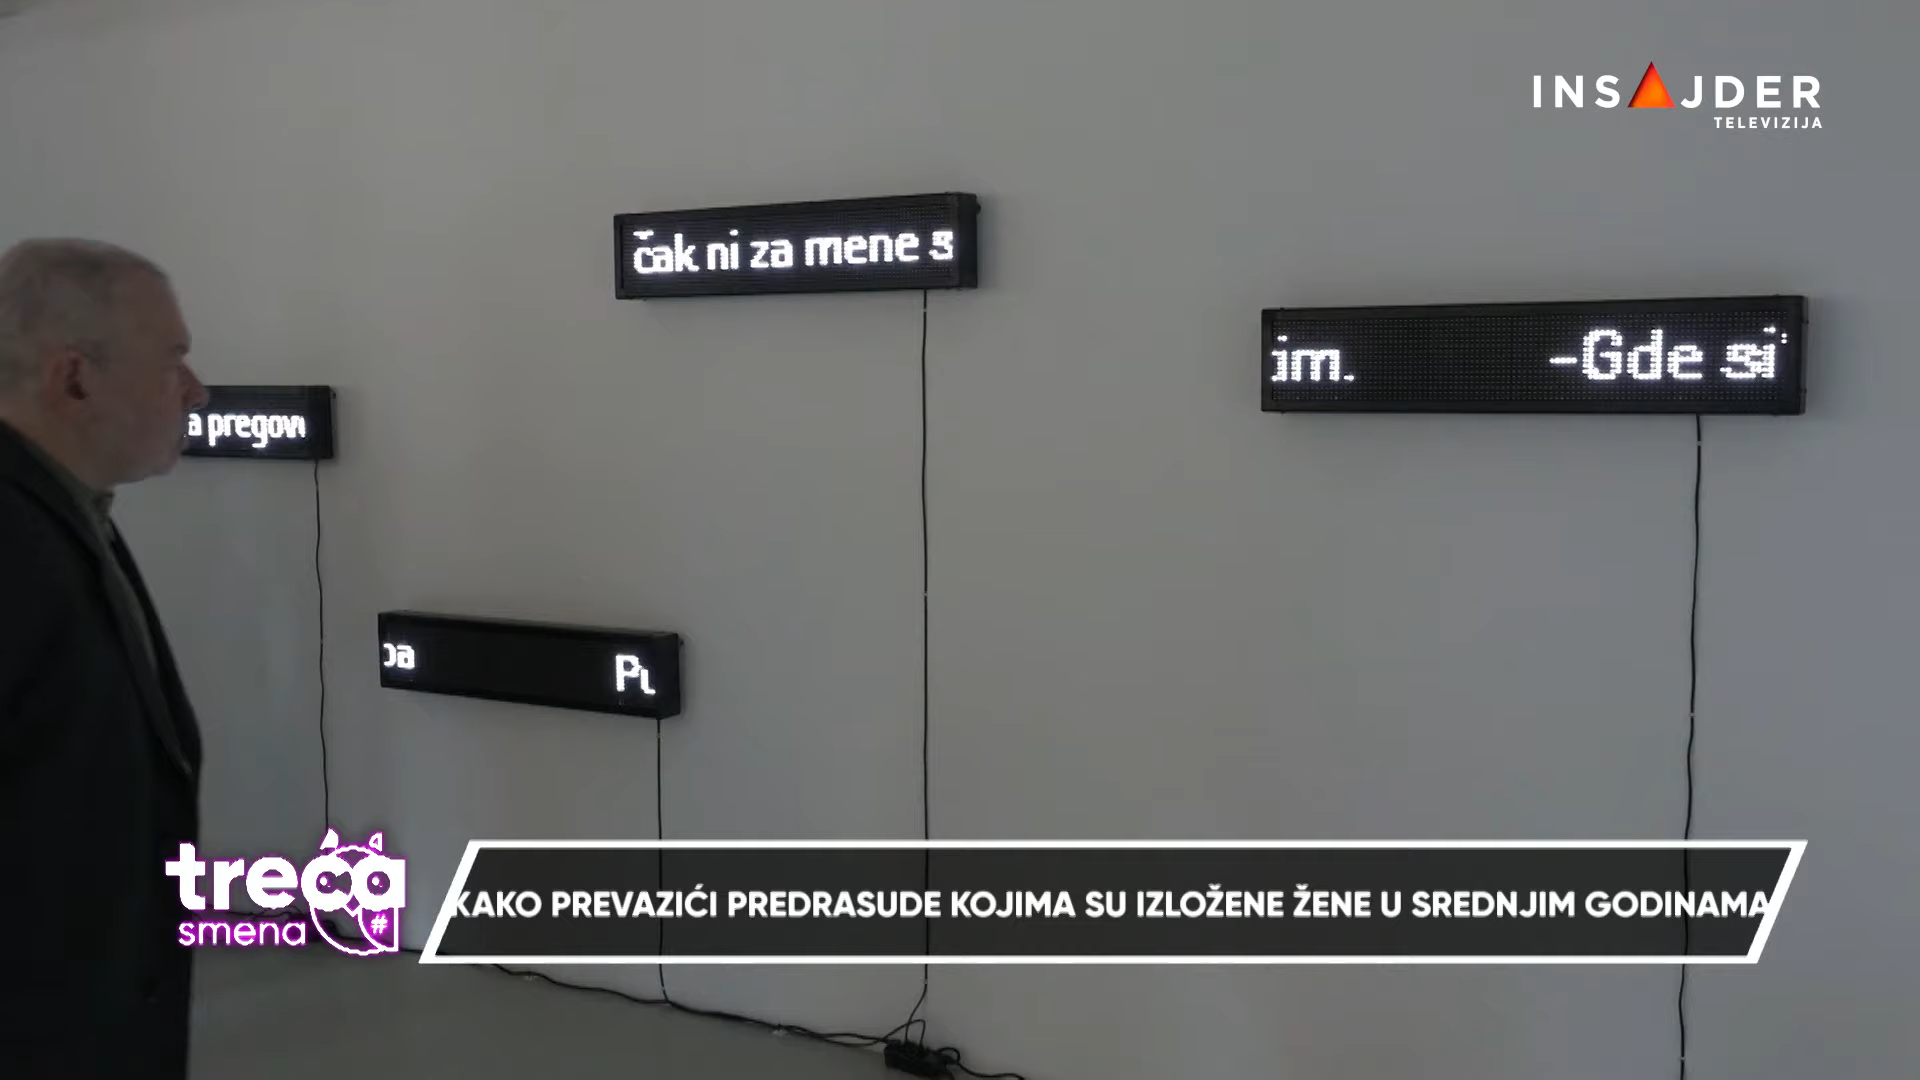 INSAJDER
TELEVIZIJA
čak ni za mene
im. -Gde si
a pregov
treća
smena
#
KAKO PREVAZIĆI PREDRASUDE KOJIMA SU IZLOŽENE ŽENE U SREDNJIM GODINAMA